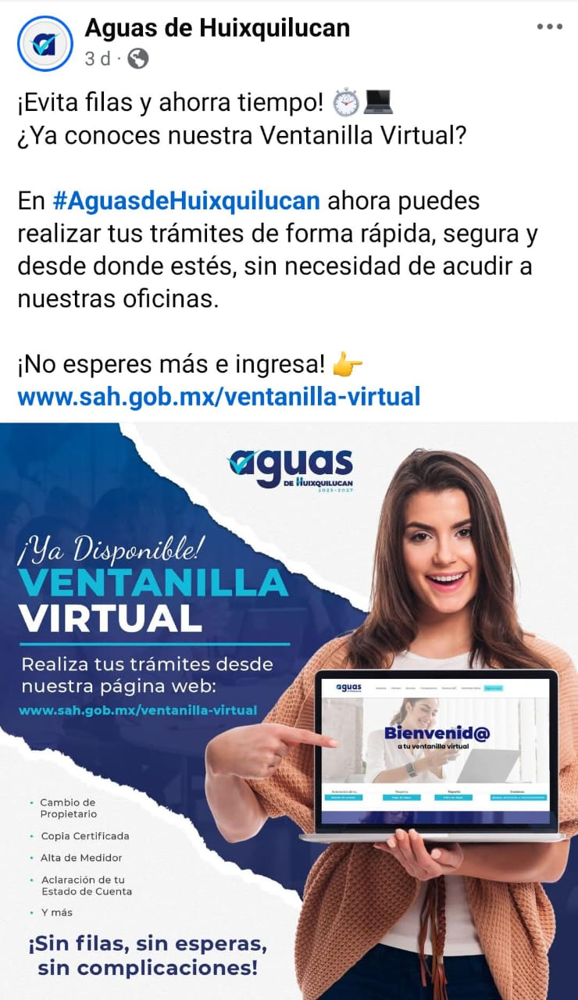 Aguas de Huixquilucan
3 d ·
¡Evita filas y ahorra tiempo! ⏱️💻
¿Ya conoces nuestra Ventanilla Virtual?
En #AguasdeHuixquilucan ahora puedes
realizar tus trámites de forma rápida, segura y
desde donde estés, sin necesidad de acudir a
nuestras oficinas.
¡No esperes más e ingresa! 👉
www.sah.gob.mx/ventanilla-virtual
aguas
DE HUIXQUILUCAN
2025-2027
¡Ya Disponible!
VENTANILLA
VIRTUAL
Realiza tus trámites desde
nuestra página web:
www.sah.gob.mx/ventanilla-virtual
aguas
Bienvenid@
a tu ventanilla virtual
• Cambio de
Propietario
• Copia Certificada
• Alta de Medidor
• Aclaración de tu
Estado de Cuenta
• Y más
¡Sin filas, sin esperas,
sin complicaciones!